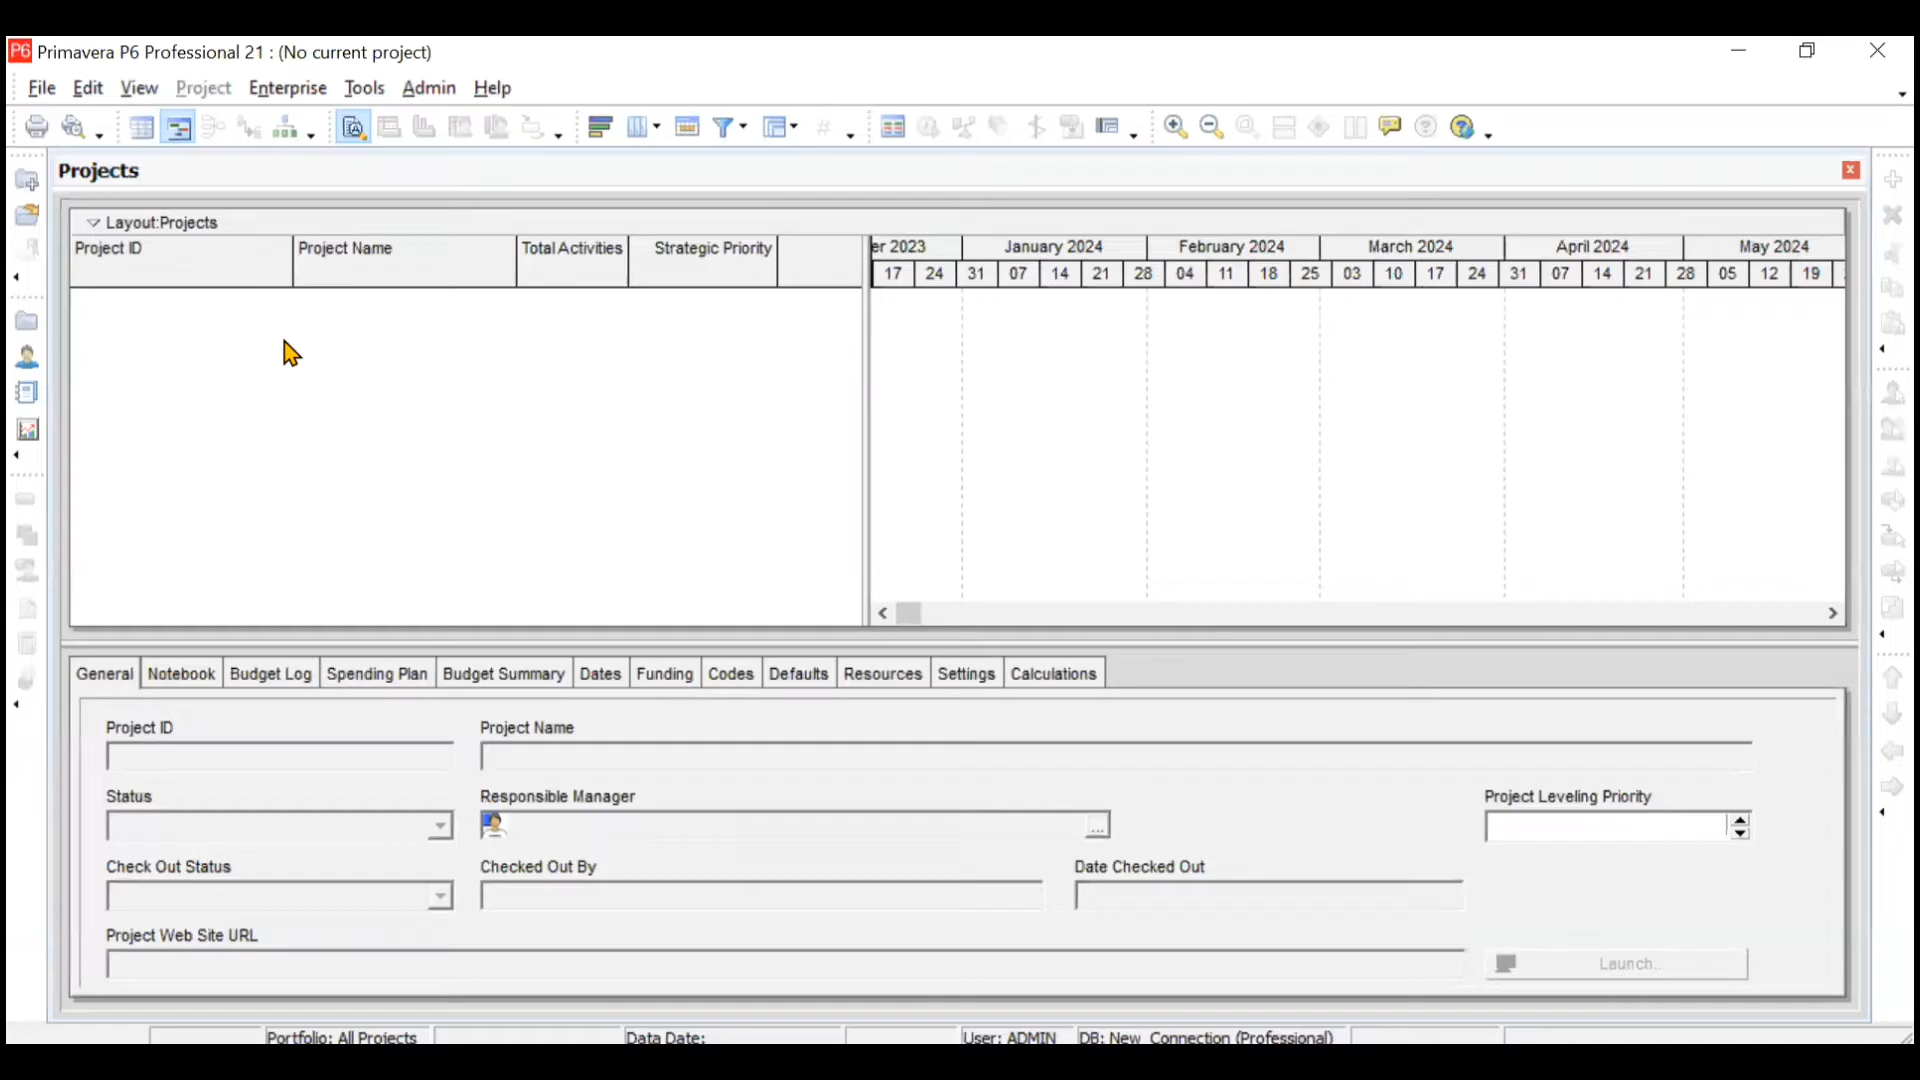 P6 Primavera P6 Professional 21 : (No current project)
File Edit View Project Enterprise Tools Admin Help
Projects
Layout:Projects
Project ID Project Name Total Activities Strategic Priority
er 2023 January 2024 February 2024 March 2024 April 2024 May 2024
17 24 31 07 14 21 28 04 11 18 25 03 10 17 24 31 07 14 21 28 05 12 19
General Notebook Budget Log Spending Plan Budget Summary Dates Funding Codes Defaults Resources Settings Calculations
Project ID Project Name
Status Responsible Manager Project Leveling Priority
...
Check Out Status Checked Out By Date Checked Out
Project Web Site URL
Launch...
Portfolio: All Projects Data Date: User: ADMIN DB: New_Connection (Professional)